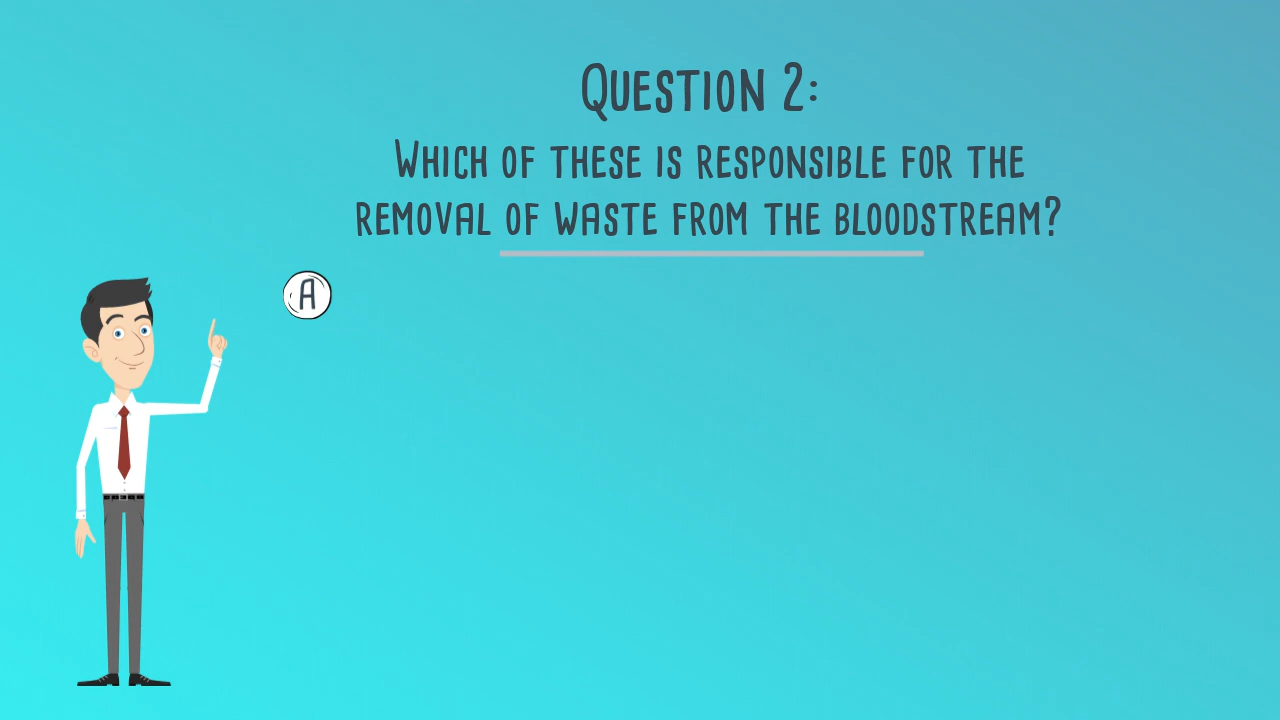 Question 2:
Which of these is responsible for the
removal of waste from the bloodstream?
A